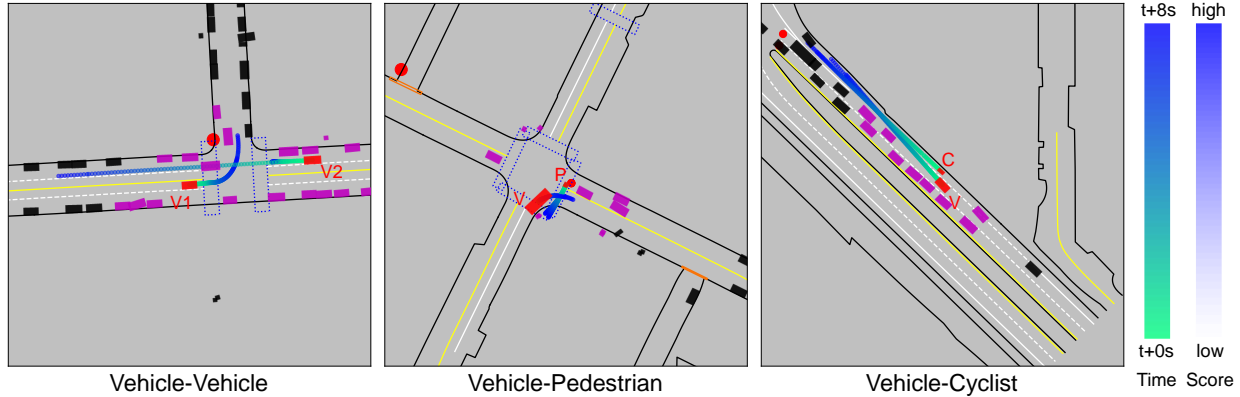 V1
V2
P
V
C
V
t+8s
high
t+0s
low
Time
Score
Vehicle-Vehicle
Vehicle-Pedestrian
Vehicle-Cyclist